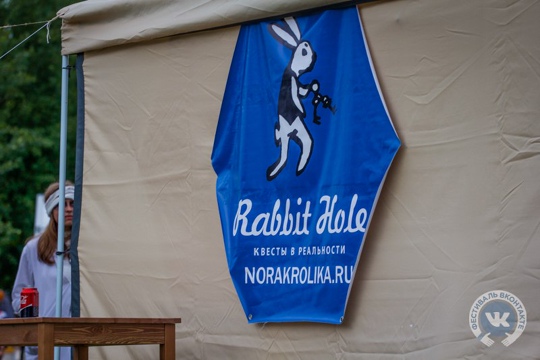 Rabbit Hole
КВЕСТЫ В РЕАЛЬНОСТИ
NORAKROLIKA.RU
ФЕСТИВАЛЬ ВКОНТАКТЕ